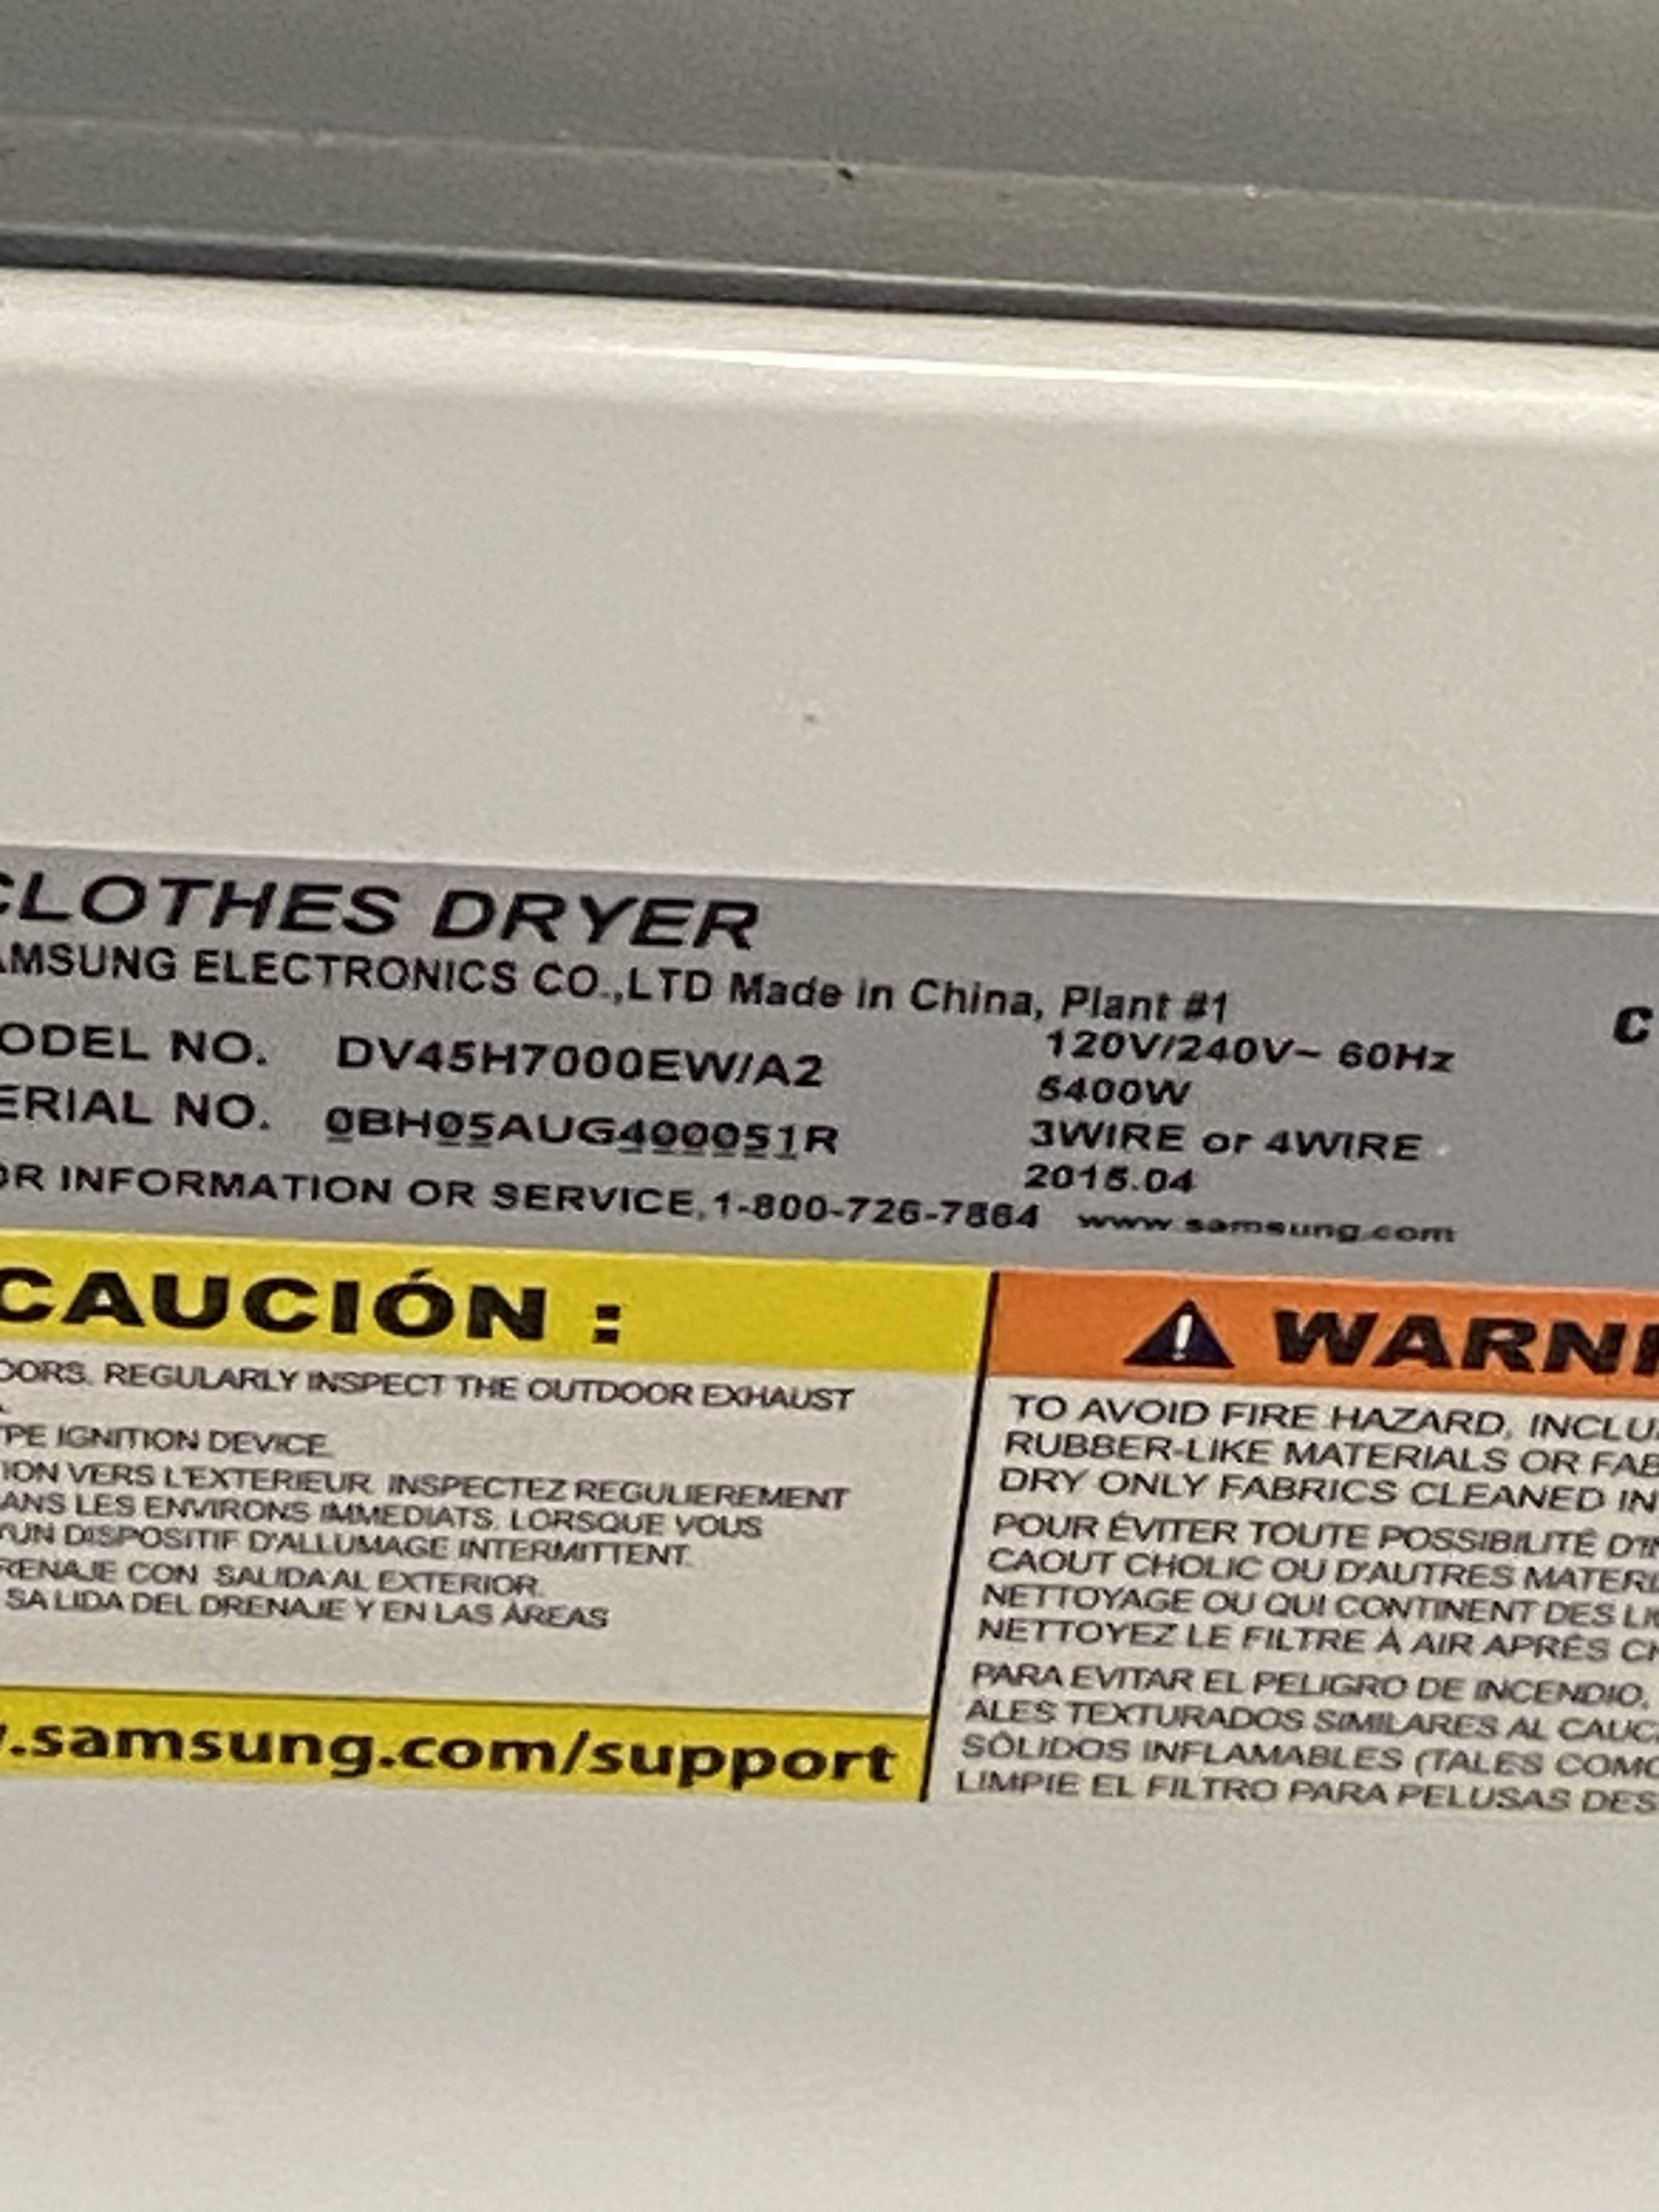 CLOTHES DRYER
AMSUNG ELECTRONICS CO.,LTD Made in China, Plant #1
C
ODEL NO. DV45H7000EW/A2
120V/240V~ 60Hz
5400W
ERIAL NO. 0BH05AUG400051R
3WIRE or 4WIRE
2015.04
OR INFORMATION OR SERVICE,1-800-726-7864 www.samsung.com
CAUCIÓN :
OORS. REGULARLY INSPECT THE OUTDOOR EXHAUST
PE IGNITION DEVICE.
ION VERS L'EXTERIEUR. INSPECTEZ REGULIEREMENT
ANS LES ENVIRONS IMMEDIATS. LORSQUE VOUS
'UN DISPOSITIF D'ALLUMAGE INTERMITTENT.
RENAJE CON SALIDA AL EXTERIOR.
SALIDA DEL DRENAJE Y EN LAS ÁREAS
.samsung.com/support
WARNI
TO AVOID FIRE HAZARD, INCLU
RUBBER-LIKE MATERIALS OR FAB
DRY ONLY FABRICS CLEANED IN
POUR ÉVITER TOUTE POSSIBILITÉ D'IN
CAOUT CHOLIC OU D'AUTRES MATERI
NETTOYAGE OU QUI CONTINENT DES LI
NETTOYEZ LE FILTRE À AIR APRÉS CH
PARA EVITAR EL PELIGRO DE INCENDIO,
ALES TEXTURADOS SIMILARES AL CAUC
SÓLIDOS INFLAMABLES (TALES COMO
LIMPIE EL FILTRO PARA PELUSAS DES